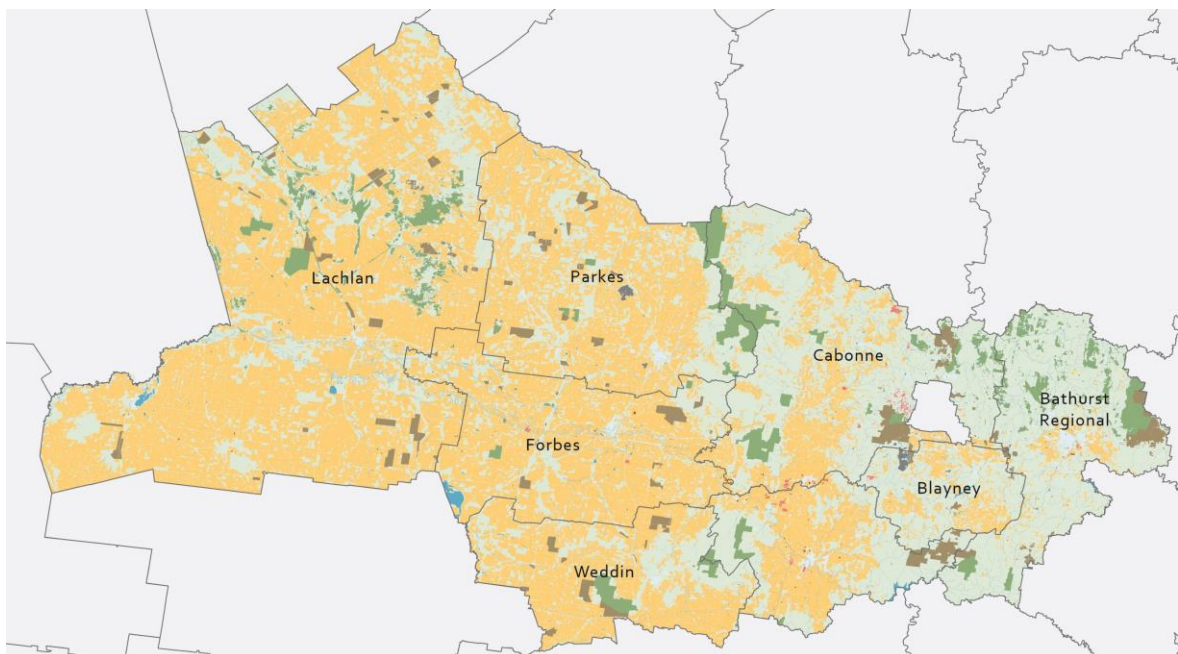 Lachlan
Parkes
Cabonne
Bathurst
Regional
Forbes
Blayney
Weddin